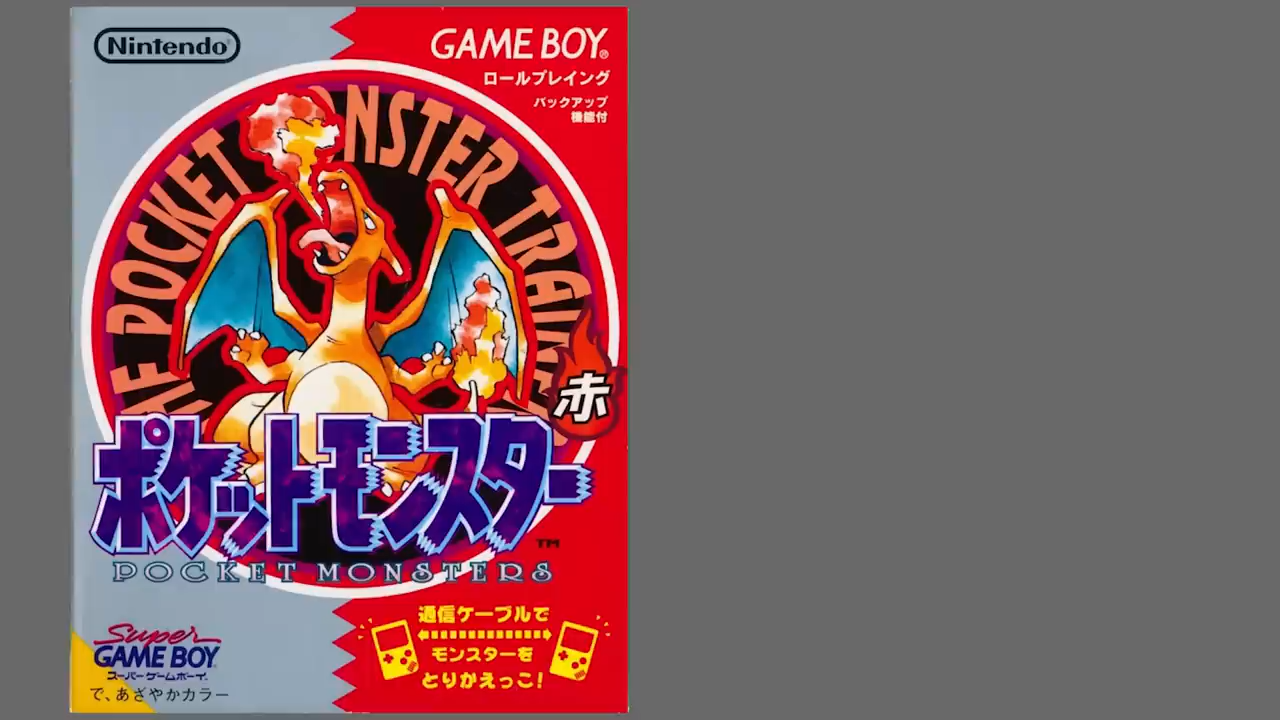 Nintendo®
GAME BOY®
ロールプレイング
バックアップ
機能付
POCKET MONSTER TRAINE
赤
ポケットモンスター
TM
POCKET MONSTERS
Super
GAME BOY
スーパーゲームボーイ
で、あざやかカラー
通信ケーブルで
モンスターを
とりかえっこ!